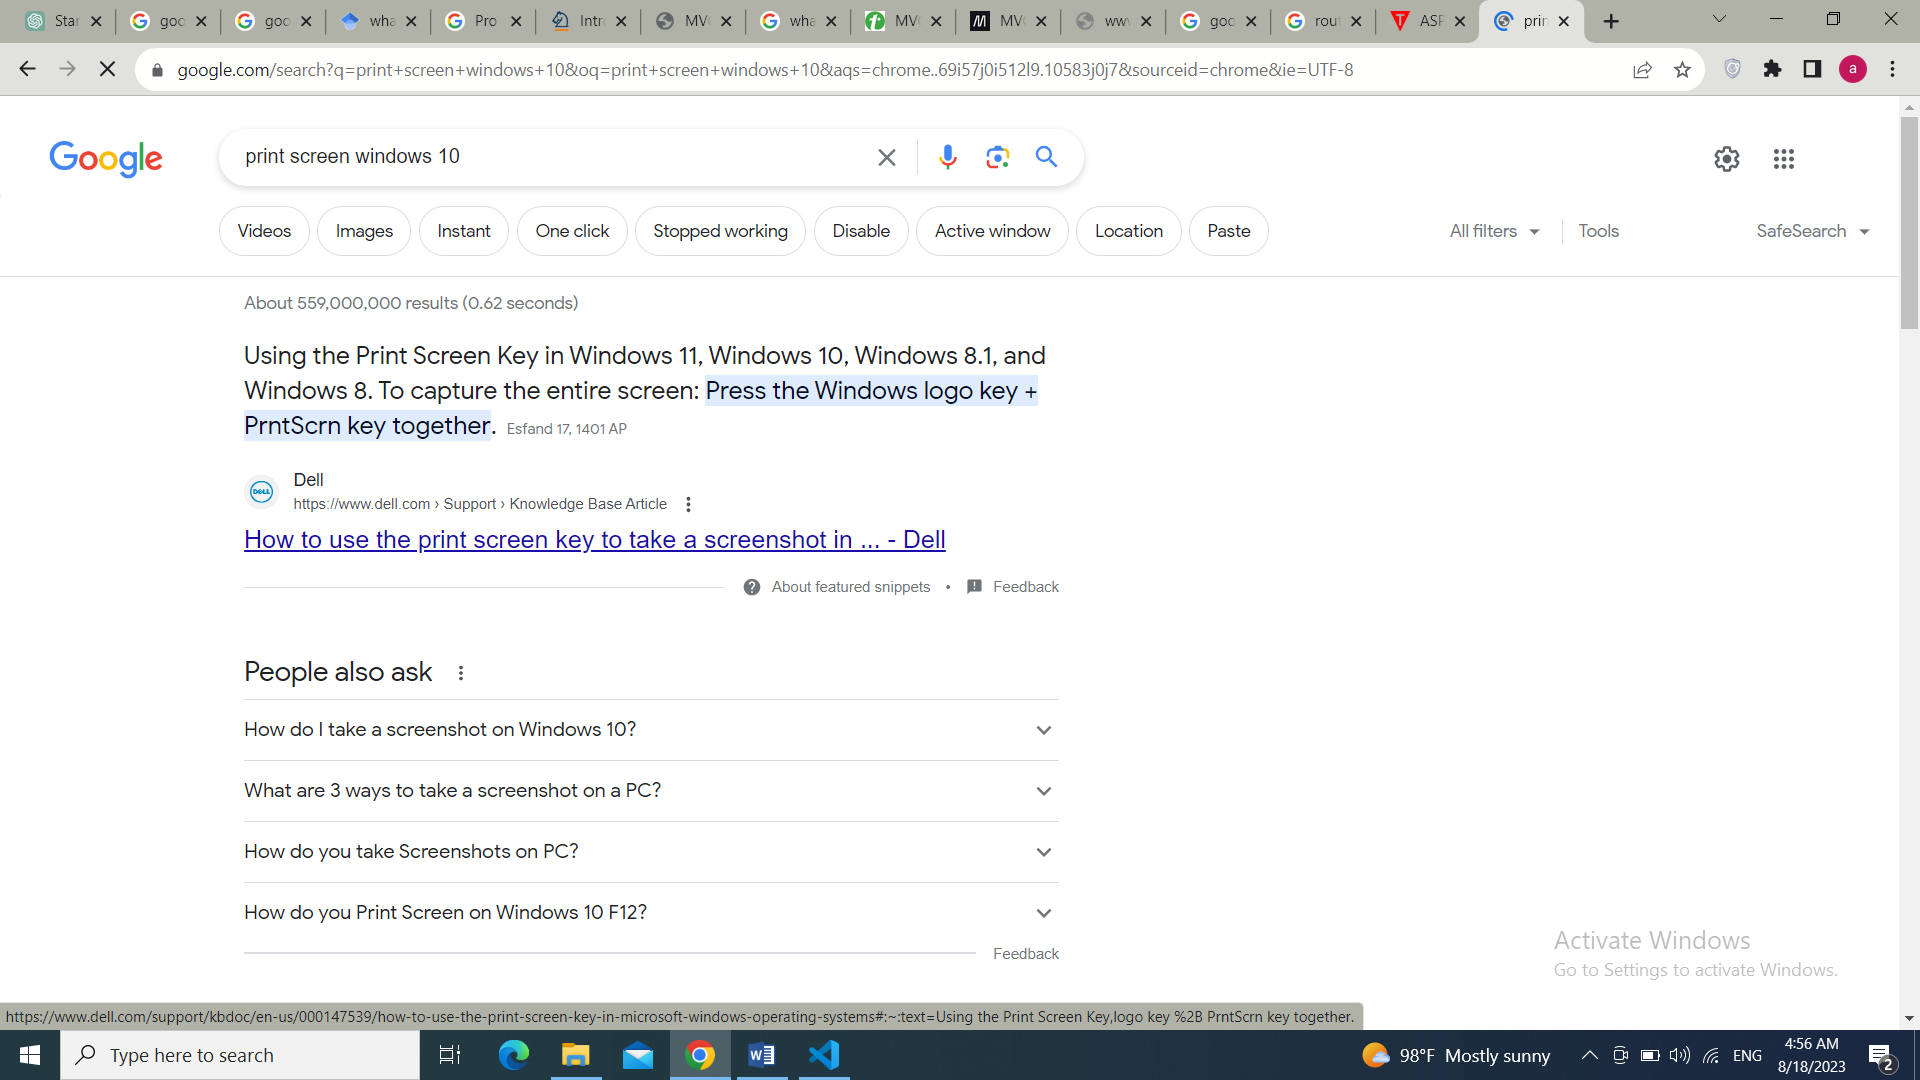 Star goo goo wha Pro Intro MVC wha MVC MVC www goo rout ASP prin
google.com/search?q=print+screen+windows+10&oq=print+screen+windows+10&aqs=chrome..69i57j0i512l9.10583j0j7&sourceid=chrome&ie=UTF-8 a
Google print screen windows 10
Videos Images Instant One click Stopped working Disable Active window Location Paste All filters Tools SafeSearch
About 559,000,000 results (0.62 seconds)
Using the Print Screen Key in Windows 11, Windows 10, Windows 8.1, and
Windows 8. To capture the entire screen: Press the Windows logo key +
PrntScrn key together. Esfand 17, 1401 AP
Dell
https://www.dell.com › Support › Knowledge Base Article
How to use the print screen key to take a screenshot in ... - Dell
About featured snippets • Feedback
People also ask
How do I take a screenshot on Windows 10?
What are 3 ways to take a screenshot on a PC?
How do you take Screenshots on PC?
How do you Print Screen on Windows 10 F12?
Feedback
Activate Windows
Go to Settings to activate Windows.
https://www.dell.com/support/kbdoc/en-us/000147539/how-to-use-the-print-screen-key-in-microsoft-windows-operating-systems#:~:text=Using the Print Screen Key,logo key %2B PrntScrn key together.
Type here to search 98°F Mostly sunny ENG 4:56 AM
8/18/2023 2